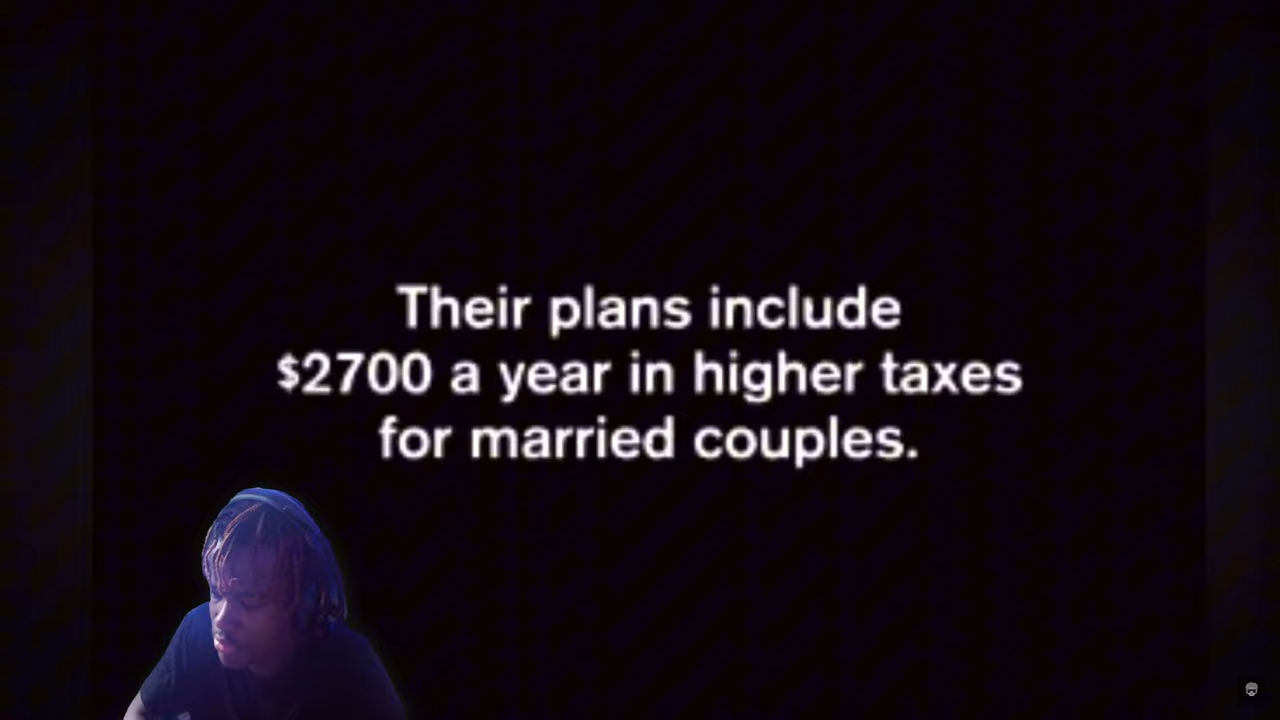 Their plans include
$2700 a year in higher taxes
for married couples.